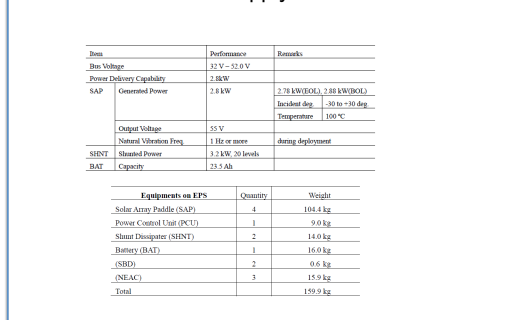 Item Performance Remarks
Bus Voltage 32 V – 52.0 V
Power Delivery Capability 2.8kW
SAP Generated Power 2.8 kW 2.78 kW(EOL), 2.88 kW(BOL)
Incident deg. -30 to +30 deg.
Temperature 100 ℃
Output Voltage 55 V
Natural Vibration Freq. 1 Hz or more during deployment
SHNT Shunted Power 3.2 kW, 20 levels
BAT Capacity 23.5 Ah
Equipments on EPS Quantity Weight
Solar Array Paddle (SAP) 4 104.4 kg
Power Control Unit (PCU) 1 9.0 kg
Shunt Dissipater (SHNT) 2 14.0 kg
Battery (BAT) 1 16.0 kg
(SBD) 2 0.6 kg
(NEAC) 3 15.9 kg
Total 159.9 kg